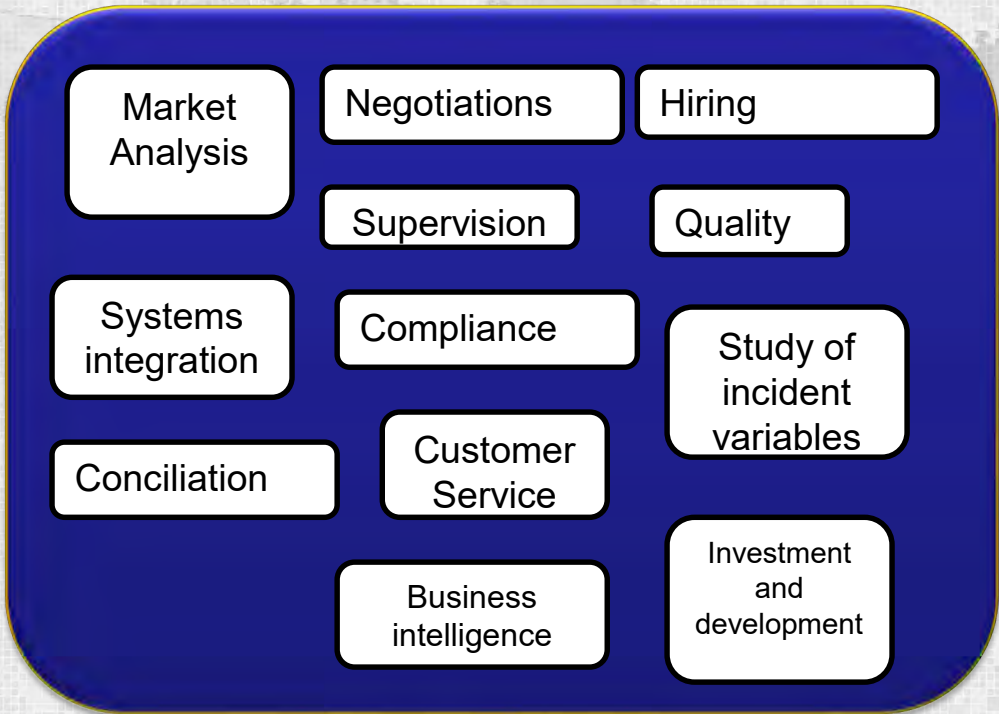 Market
Analysis
Negotiations
Hiring
Supervision
Quality
Systems
integration
Compliance
Study of
incident
variables
Conciliation
Customer
Service
Business
intelligence
Investment
and
development